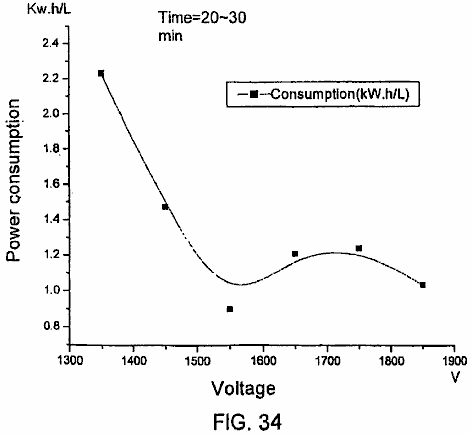 Kw.h/L
Time=20~30
min
2.4
2.2
2.0
1.8
1.6
1.4
1.2
1.0
0.8
Power consumption
Consumption(kW.h/L)
1300 1400 1500 1600 1700 1800 1900
V
Voltage
FIG. 34